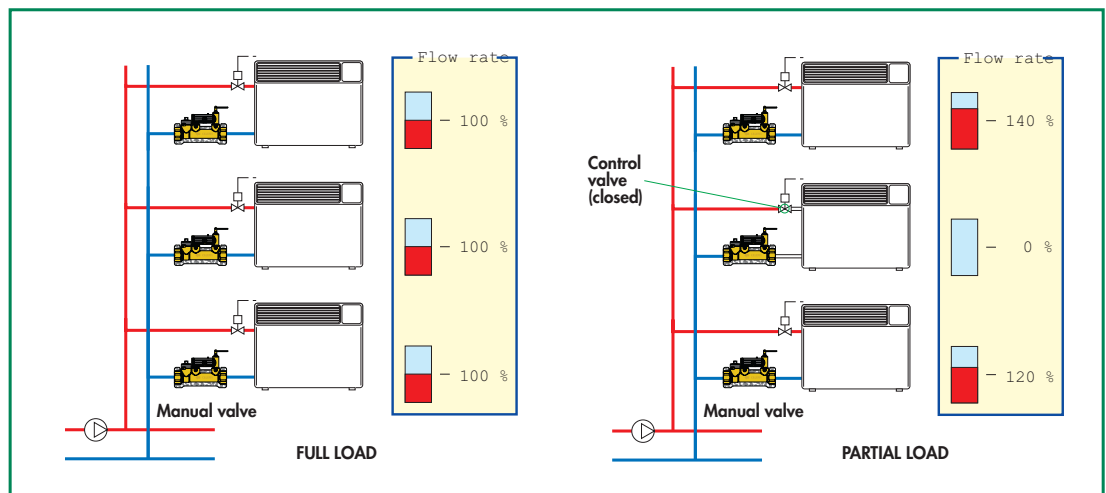 Flow rate
100 %
100 %
100 %
Manual valve
FULL LOAD
Flow rate
140 %
Control
valve
(closed)
0 %
120 %
Manual valve
PARTIAL LOAD